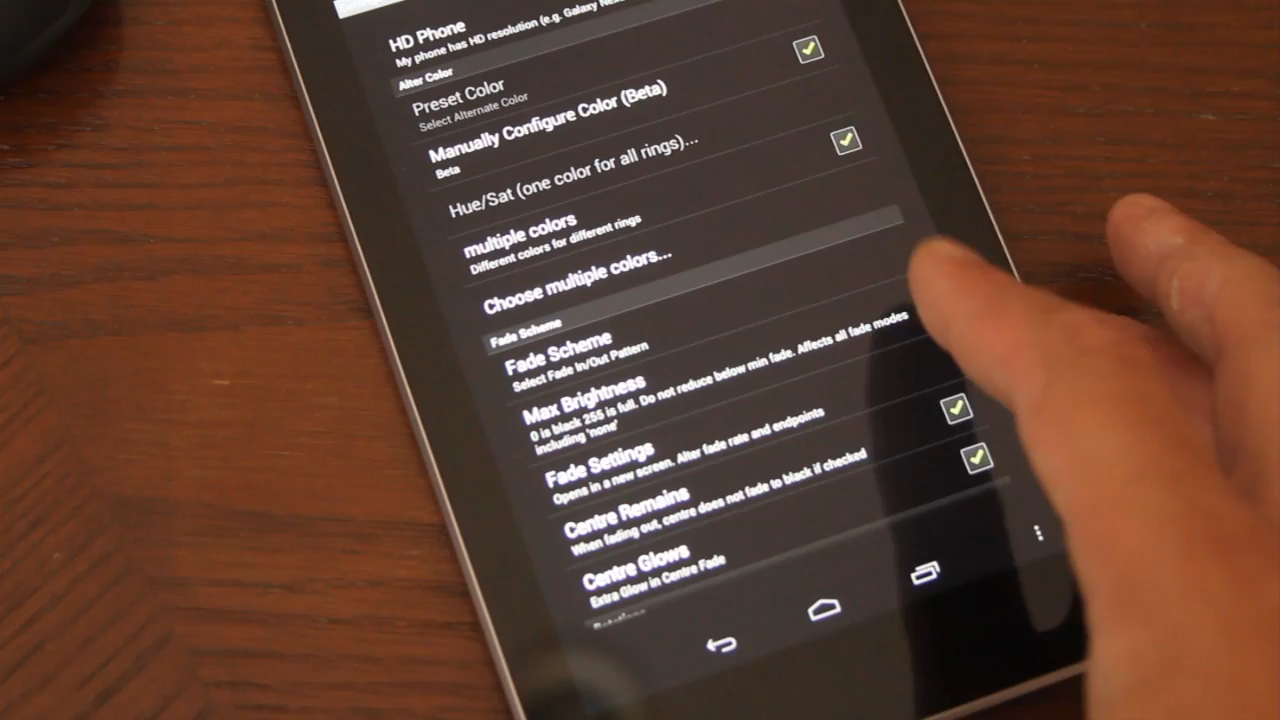 HD Phone
My phone has HD resolution (e.g. Galaxy
Alter Color
Preset Color
Select Alternate Color
Manually Configure Color (Beta)
Beta
Hue/Sat (one color for all rings)...
multiple colors
Different colors for different rings
Choose multiple colors...
Fade Scheme
Fade Scheme
Select Fade In/Out Pattern
Max Brightness
0 is black 255 is full. Do not reduce below min fade. Affects all fade modes
including 'none'
Fade Settings
Opens in a new screen. Alter fade rate and endpoints
Centre Remains
When fading out, centre does not fade to black if checked
Centre Glows
Extra Glow in Centre Fade